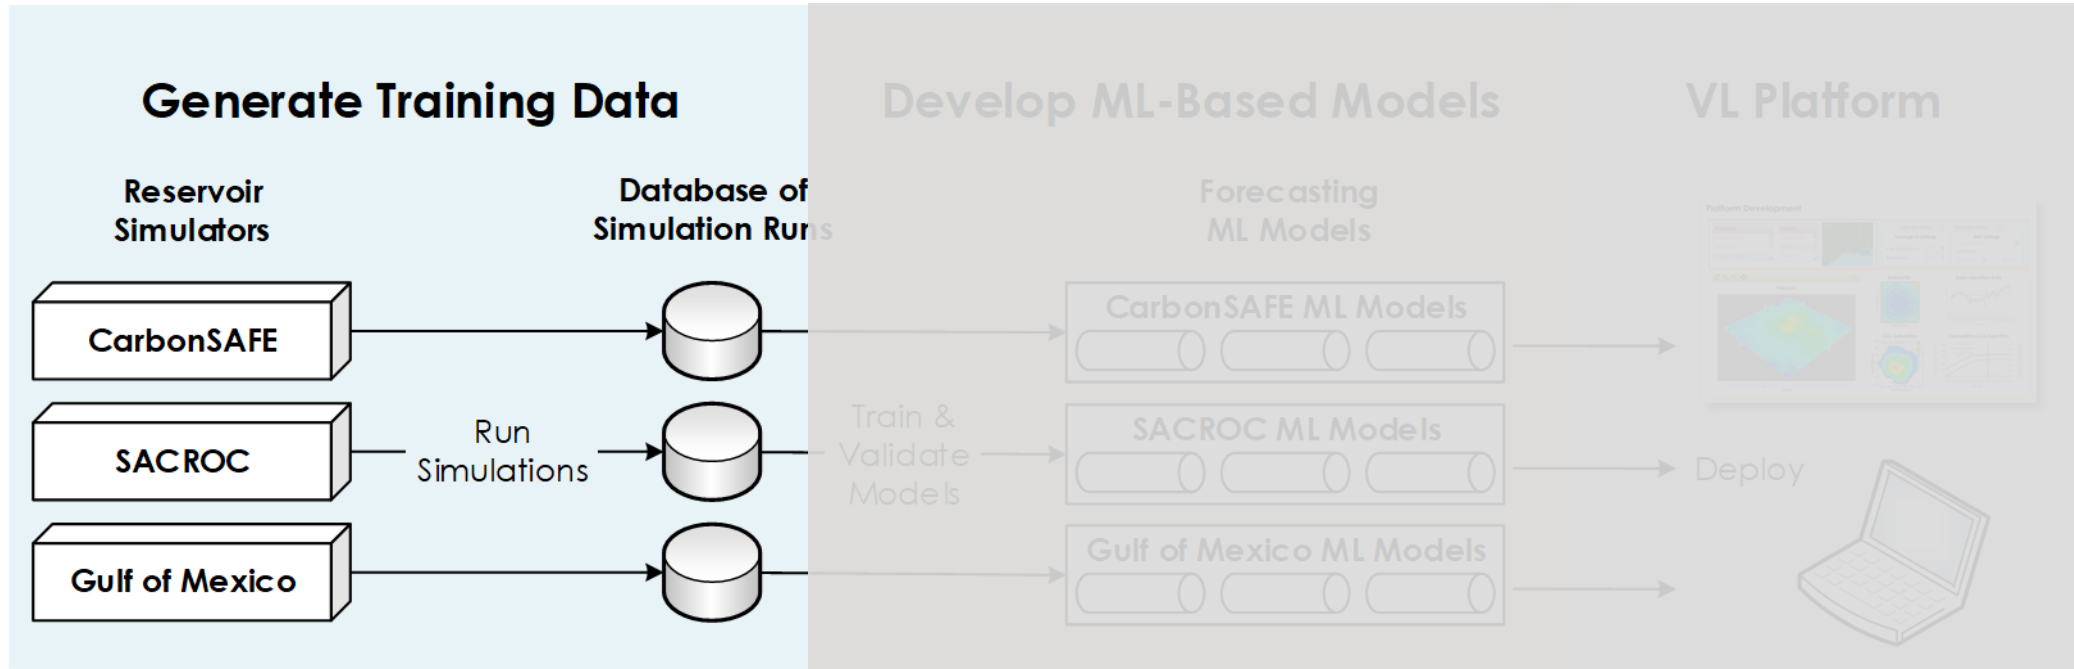 Generate Training Data
Develop ML-Based Models
VL Platform
Reservoir
Simulators
Database of
Simulation Runs
Forecasting
ML Models
Platform Development
CarbonSAFE
CarbonSAFE ML Models
SACROC
Run
Simulations
Train &
Validate
Models
SACROC ML Models
Deploy
Gulf of Mexico
Gulf of Mexico ML Models